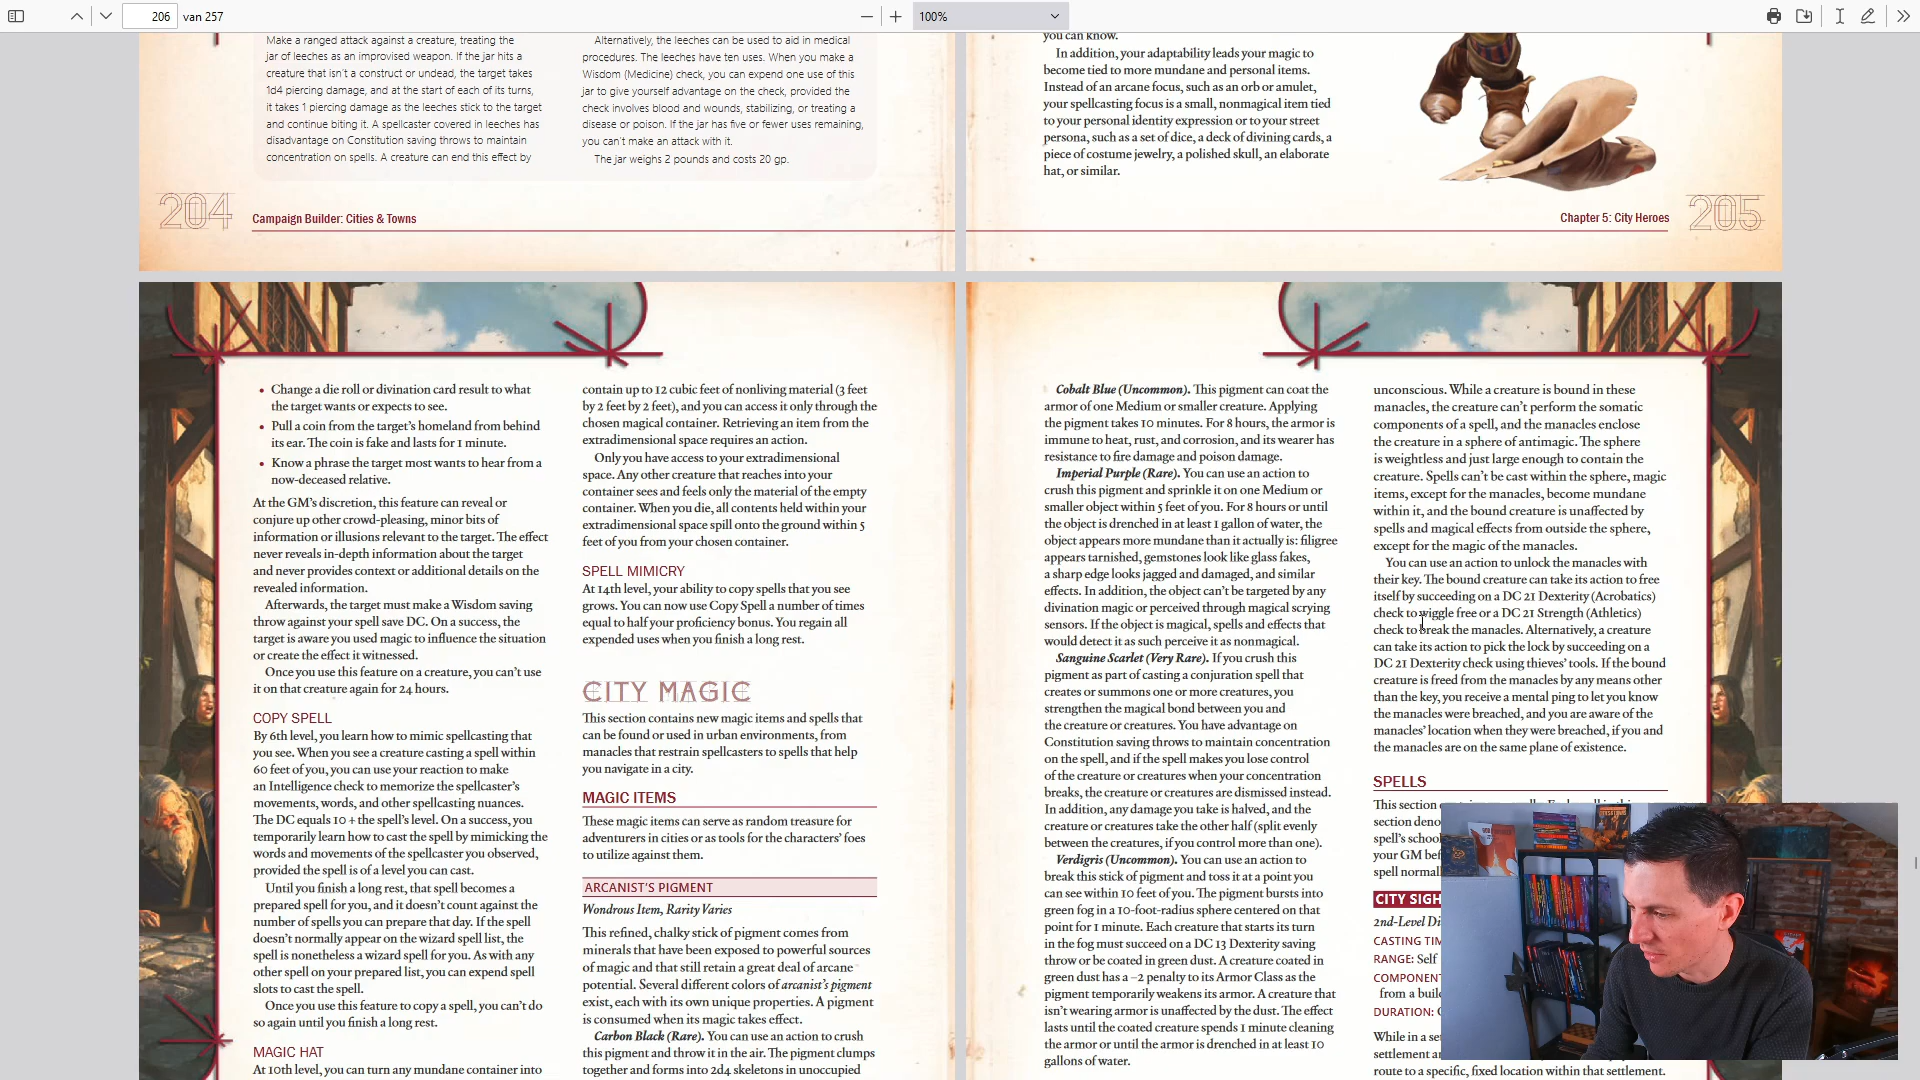 206
van 257
100%
Make a ranged attack against a creature, treating the
jar of leeches as an improvised weapon. If the jar hits a
creature that isn't a construct or undead, the target takes
1d4 piercing damage, and at the start of each of its turns,
it takes 1 piercing damage as the leeches stick to the target
and continue biting it. A spellcaster covered in leeches has
disadvantage on Constitution saving throws to maintain
concentration on spells. A creature can end this effect by
Alternatively, the leeches can be used to aid in medical
procedures. The leeches have ten uses. When you make a
Wisdom (Medicine) check, you can expend one use of this
jar to give yourself advantage on the check, provided the
check involves blood and wounds, stabilizing, or treating a
disease or poison. If the jar has five or fewer uses remaining,
you can't make an attack with it.
The jar weighs 2 pounds and costs 20 gp.
204
Campaign Builder: Cities & Towns
you can know.
In addition, your adaptability leads your magic to
become tied to more mundane and personal items.
Instead of an arcane focus, such as an orb or amulet,
your spellcasting focus is a small, nonmagical item tied
to your personal identity expression or to your street
persona, such as a set of dice, a deck of divining cards, a
piece of costume jewelry, a polished skull, an elaborate
hat, or similar.
Chapter 5: City Heroes
205
• Change a die roll or divination card result to what
the target wants or expects to see.
• Pull a coin from the target's homeland from behind
its ear. The coin is fake and lasts for 1 minute.
• Know a phrase the target most wants to hear from a
now-deceased relative.
At the GM's discretion, this feature can reveal or
conjure up other crowd-pleasing, minor bits of
information or illusions relevant to the target. The effect
never reveals in-depth information about the target
and never provides context or additional details on the
revealed information.
Afterwards, the target must make a Wisdom saving
throw against your spell save DC. On a success, the
target is aware you used magic to influence the situation
or create the effect it witnessed.
Once you use this feature on a creature, you can't use
it on that creature again for 24 hours.
COPY SPELL
By 6th level, you learn how to mimic spellcasting that
you see. When you see a creature casting a spell within
60 feet of you, you can use your reaction to make
an Intelligence check to memorize the spellcaster's
movements, words, and other spellcasting nuances.
The DC equals 10 + the spell's level. On a success, you
temporarily learn how to cast the spell by mimicking the
words and movements of the spellcaster you observed,
provided the spell is of a level you can cast.
Until you finish a long rest, that spell becomes a
prepared spell for you, and it doesn't count against the
number of spells you can prepare that day. If the spell
doesn't normally appear on the wizard spell list, the
spell is nonetheless a wizard spell for you. As with any
other spell on your prepared list, you can expend spell
slots to cast the spell.
Once you use this feature to copy a spell, you can't do
so again until you finish a long rest.
MAGIC HAT
At 10th level, you can turn any mundane container into
contain up to 12 cubic feet of nonliving material (3 feet
by 2 feet by 2 feet), and you can access it only through the
chosen magical container. Retrieving an item from the
extradimensional space requires an action.
Only you have access to your extradimensional
space. Any other creature that reaches into your
container sees and feels only the material of the empty
container. When you die, all contents held within your
extradimensional space spill onto the ground within 5
feet of you from your chosen container.
SPELL MIMICRY
At 14th level, your ability to copy spells that you see
grows. You can now use Copy Spell a number of times
equal to half your proficiency bonus. You regain all
expended uses when you finish a long rest.
CITY MAGIC
This section contains new magic items and spells that
can be found or used in urban environments, from
manacles that restrain spellcasters to spells that help
you navigate in a city.
MAGIC ITEMS
These magic items can serve as random treasure for
adventurers in cities or as tools for the characters' foes
to utilize against them.
ARCANIST'S PIGMENT
Wondrous Item, Rarity Varies
This refined, chalky stick of pigment comes from
minerals that have been exposed to powerful sources
of magic and that still retain a great deal of arcane
potential. Several different colors of arcanist's pigment
exist, each with its own unique properties. A pigment
is consumed when its magic takes effect.
Carbon Black (Rare). You can use an action to crush
this pigment and throw it in the air. The pigment clumps
together and forms into 2d4 skeletons in unoccupied
Cobalt Blue (Uncommon). This pigment can coat the
armor of one Medium or smaller creature. Applying
the pigment takes 10 minutes. For 8 hours, the armor is
immune to heat, rust, and corrosion, and its wearer has
resistance to fire damage and poison damage.
Imperial Purple (Rare). You can use an action to
crush this pigment and sprinkle it on one Medium or
smaller object within 5 feet of you. For 8 hours or until
the object is drenched in at least 1 gallon of water, the
object appears more mundane than it actually is: filigree
appears tarnished, gemstones look like glass fakes,
a sharp edge looks jagged and damaged, and similar
effects. In addition, the object can't be targeted by any
divination magic or perceived through magical scrying
sensors. If the object is magical, spells and effects that
would detect it as such perceive it as nonmagical.
Sanguine Scarlet (Very Rare). If you crush this
pigment as part of casting a conjuration spell that
creates or summons one or more creatures, you
strengthen the magical bond between you and
the creature or creatures. You have advantage on
Constitution saving throws to maintain concentration
on the spell, and if the spell makes you lose control
of the creature or creatures when your concentration
breaks, the creature or creatures are dismissed instead.
In addition, any damage you take is halved, and the
creature or creatures take the other half (split evenly
between the creatures, if you control more than one).
Verdigris (Uncommon). You can use an action to
break this stick of pigment and toss it at a point you
can see within 10 feet of you. The pigment bursts into
green fog in a 10-foot-radius sphere centered on that
point for 1 minute. Each creature that starts its turn
in the fog must succeed on a DC 13 Dexterity saving
throw or be coated in green dust. A creature coated in
green dust has a –2 penalty to its Armor Class as the
pigment temporarily weakens its armor. A creature that
isn't wearing armor is unaffected by the dust. The effect
lasts until the coated creature spends 1 minute cleaning
the armor or until the armor is drenched in at least 10
gallons of water.
unconscious. While a creature is bound in these
manacles, the creature can't perform the somatic
components of a spell, and the manacles enclose
the creature in a sphere of antimagic. The sphere
is weightless and just large enough to contain the
creature. Spells can't be cast within the sphere, magic
items, except for the manacles, become mundane
within it, and the bound creature is unaffected by
spells and magical effects from outside the sphere,
except for the magic of the manacles.
You can use an action to unlock the manacles with
their key. The bound creature can take its action to free
itself by succeeding on a DC 21 Dexterity (Acrobatics)
check to wiggle free or a DC 21 Strength (Athletics)
check to break the manacles. Alternatively, a creature
can take its action to pick the lock by succeeding on a
DC 21 Dexterity check using thieves' tools. If the bound
creature is freed from the manacles by any means other
than the key, you receive a mental ping to let you know
the manacles were breached, and you are aware of the
manacles' location when they were breached, if you and
the manacles are on the same plane of existence.
SPELLS
This section
section deno
spell's schoo
your GM bef
spell normal
CITY SIGH
2nd-Level Di
CASTING TIM
RANGE: Self
COMPONENT
from a build
DURATION:
While in a se
settlement a
route to a specific, fixed location within that settlement.